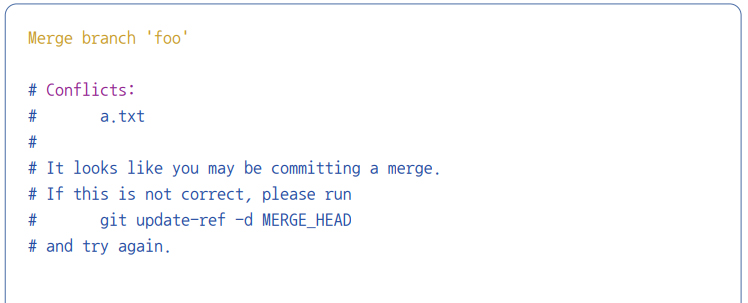 Merge branch 'foo'
# Conflicts:
#       a.txt
#
# It looks like you may be committing a merge.
# If this is not correct, please run
#       git update-ref -d MERGE_HEAD
# and try again.